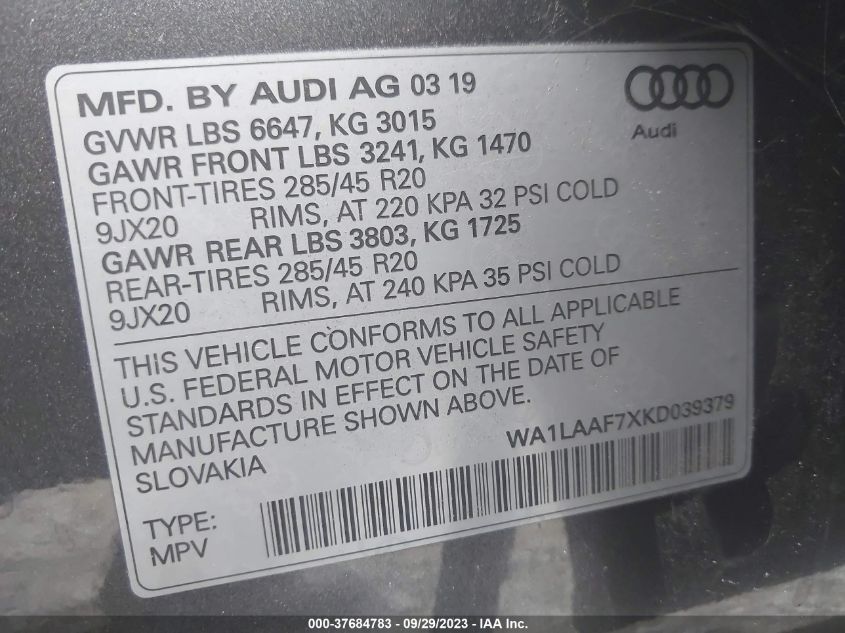 MFD. BY AUDI AG 03 19
Audi
GVWR LBS 6647, KG 3015
GAWR FRONT LBS 3241, KG 1470
FRONT-TIRES 285/45 R20
9JX20 RIMS, AT 220 KPA 32 PSI COLD
GAWR REAR LBS 3803, KG 1725
REAR-TIRES 285/45 R20
9JX20 RIMS, AT 240 KPA 35 PSI COLD
THIS VEHICLE CONFORMS TO ALL APPLICABLE
U.S. FEDERAL MOTOR VEHICLE SAFETY
STANDARDS IN EFFECT ON THE DATE OF
MANUFACTURE SHOWN ABOVE.
SLOVAKIA
WA1LAAF7XKD039379
TYPE:
MPV
000-37684783 - 09/29/2023 - IAA Inc.